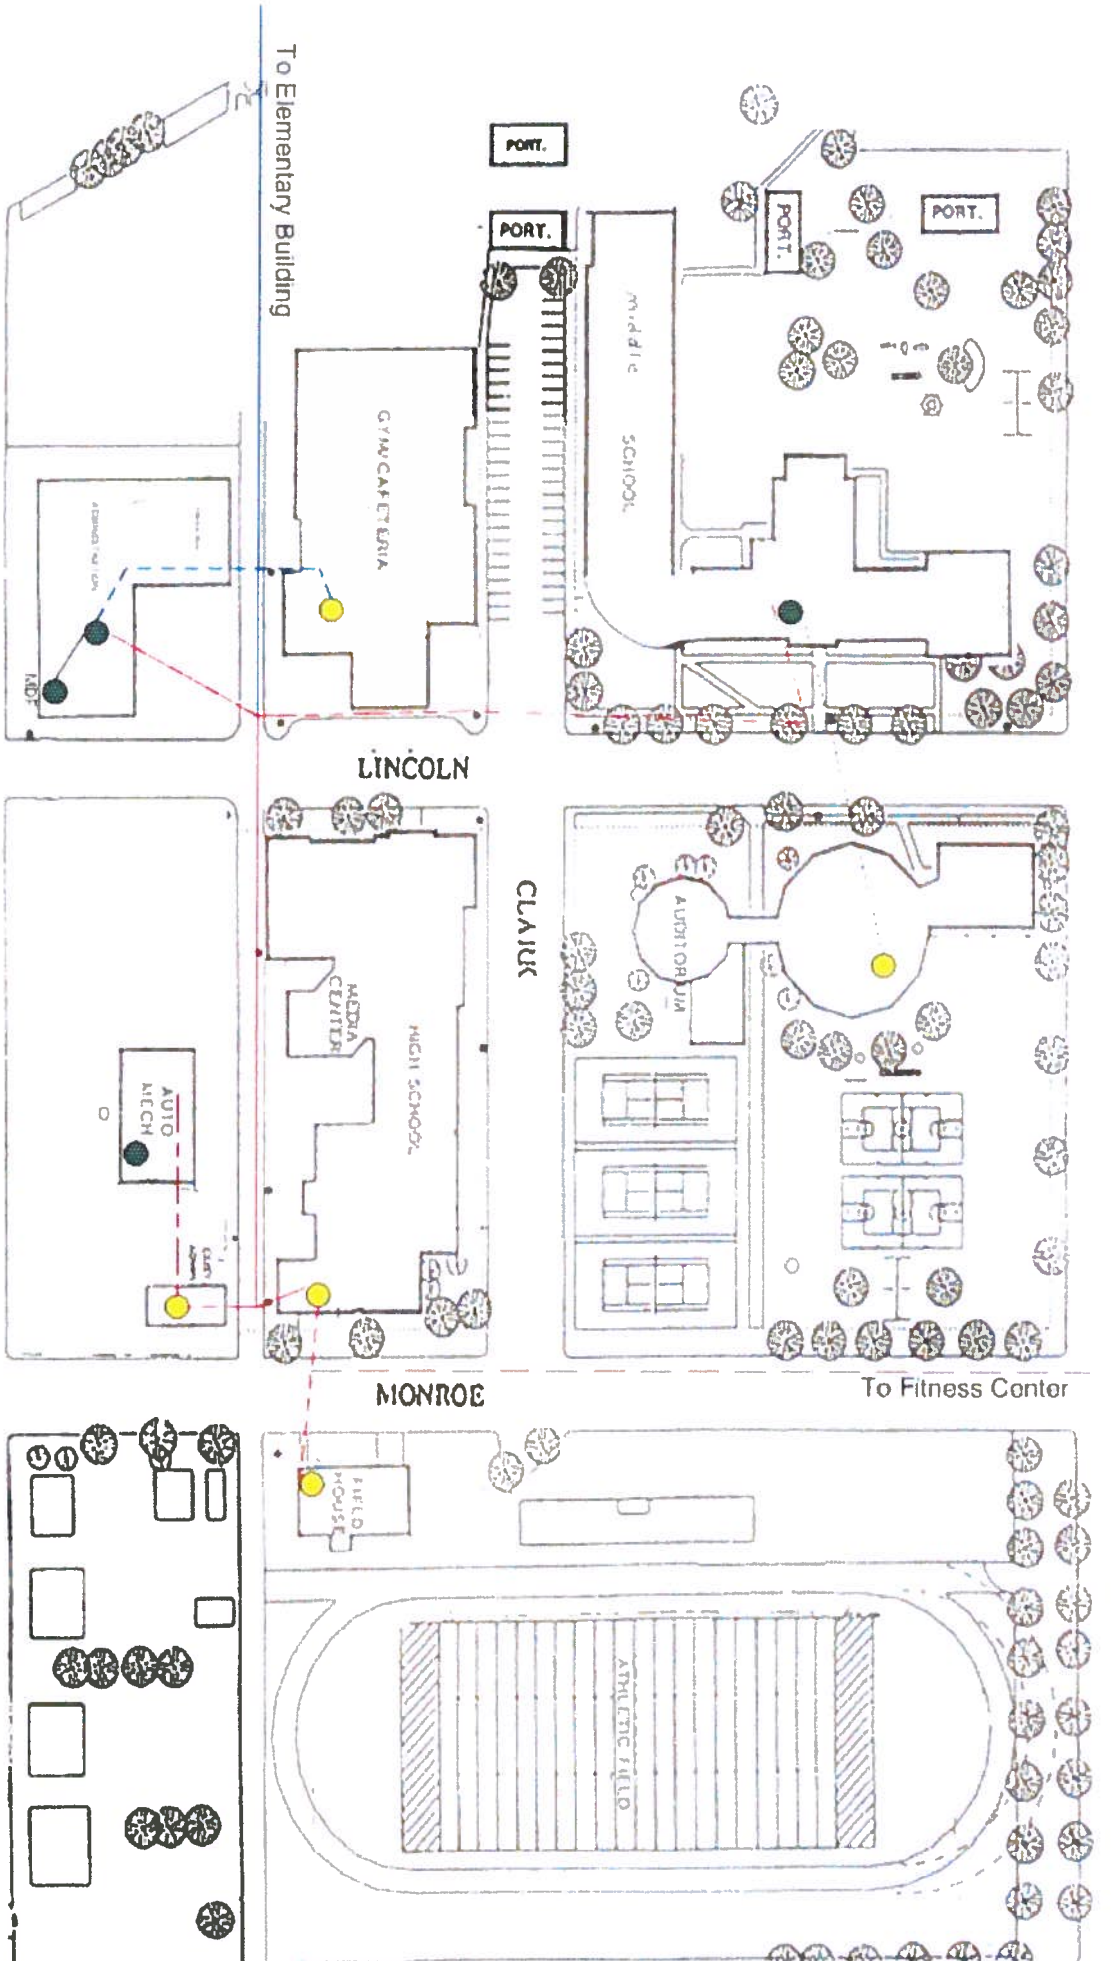 To Elementary Building
PORT.
PORT.
PORT.
PORT.
Middle SCHOOL
GYM/CAFETERIA
MDF
LINCOLN
CLARK
AUDITORIUM
MEDIA
CENTER
HIGH SCHOOL
AUTO
MECH
MONROE
To Fitness Center
FIELD
HOUSE
ATHLETIC FIELD